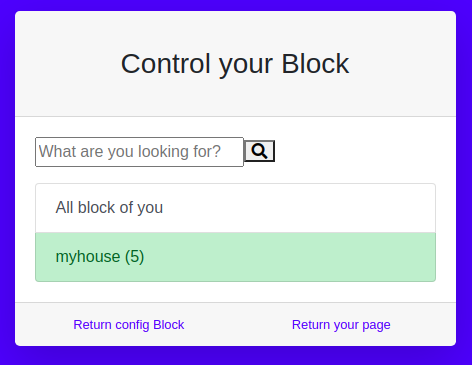 Control your Block
What are you looking for?
All block of you
myhouse (5)
Return config Block
Return your page